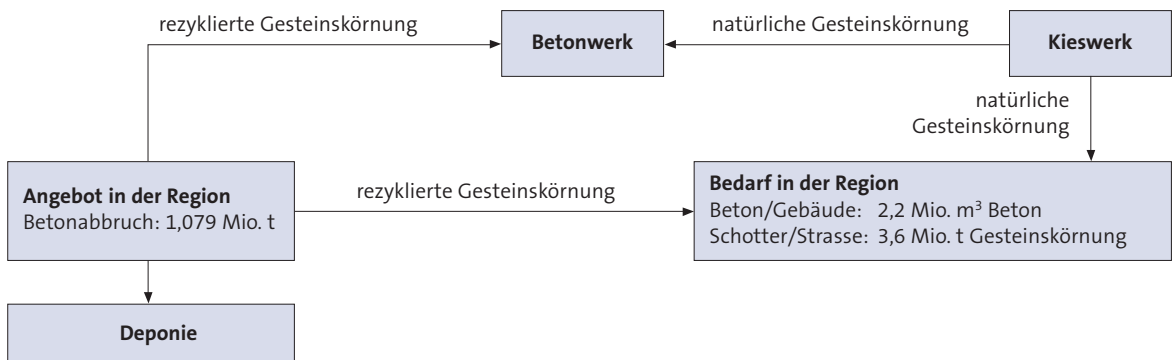 rezyklierte Gesteinskörnung
Betonwerk
natürliche Gesteinskörnung
Kieswerk
natürliche
Gesteinskörnung
Angebot in der Region
Betonabbruch: 1,079 Mio. t
rezyklierte Gesteinskörnung
Bedarf in der Region
Beton/Gebäude: 2,2 Mio. m³ Beton
Schotter/Strasse: 3,6 Mio. t Gesteinskörnung
Deponie